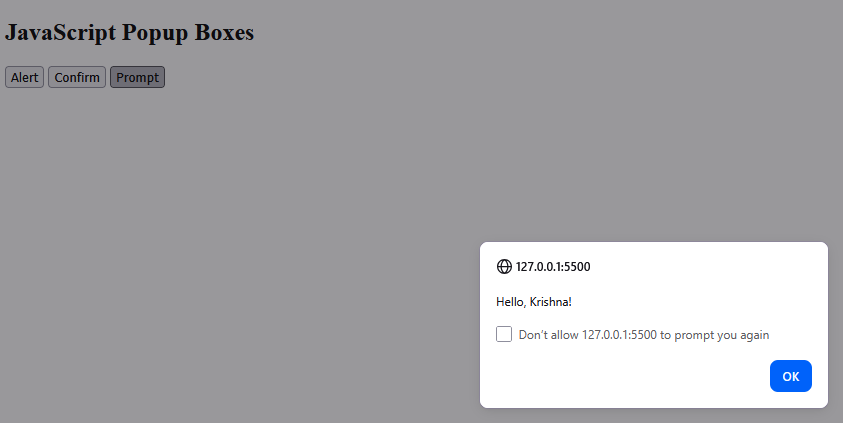 JavaScript Popup Boxes
Alert Confirm Prompt
127.0.0.1:5500
Hello, Krishna!
Don’t allow 127.0.0.1:5500 to prompt you again
OK